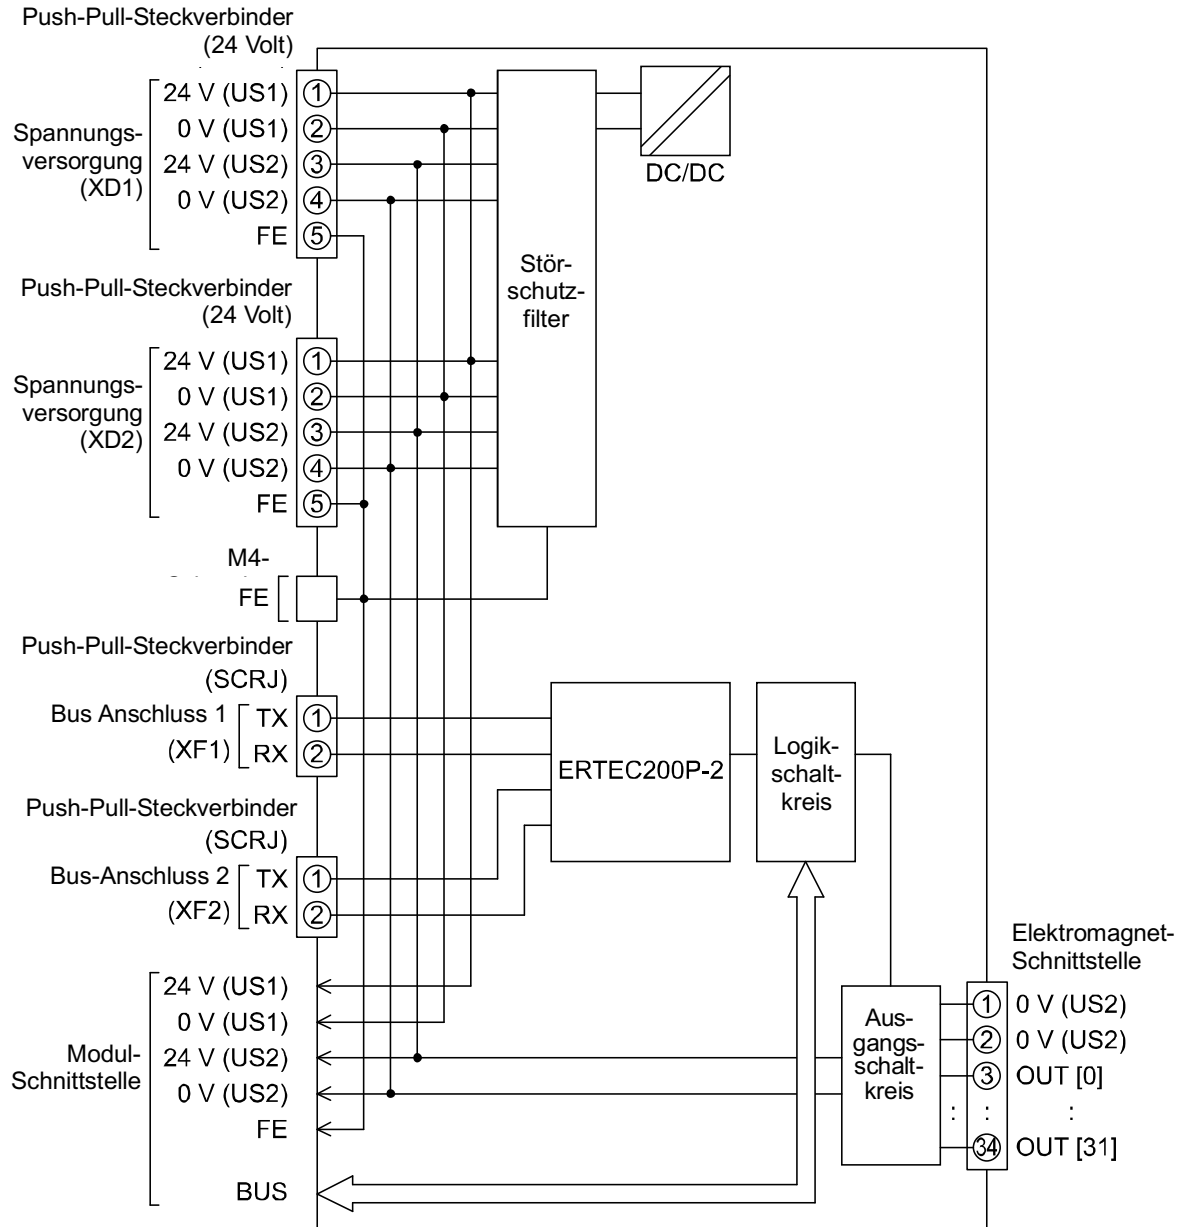 Push-Pull-Steckverbinder
(24 Volt)
Spannungs-
versorgung
(XD1)
24 V (US1) 1
0 V (US1) 2
24 V (US2) 3
0 V (US2) 4
FE 5
DC/DC
Stör-
schutz-
filter
Push-Pull-Steckverbinder
(24 Volt)
Spannungs-
versorgung
(XD2)
24 V (US1) 1
0 V (US1) 2
24 V (US2) 3
0 V (US2) 4
FE 5
M4-
FE
Push-Pull-Steckverbinder
(SCRJ)
Bus Anschluss 1
(XF1)
TX 1
RX 2
ERTEC200P-2
Logik-
schalt-
kreis
Push-Pull-Steckverbinder
(SCRJ)
Bus-Anschluss 2
(XF2)
TX 1
RX 2
Modul-
Schnittstelle
24 V (US1)
0 V (US1)
24 V (US2)
0 V (US2)
FE
BUS
Aus-
gangs-
schalt-
kreis
Elektromagnet-
Schnittstelle
1 0 V (US2)
2 0 V (US2)
3 OUT [0]
: : :
34 OUT [31]